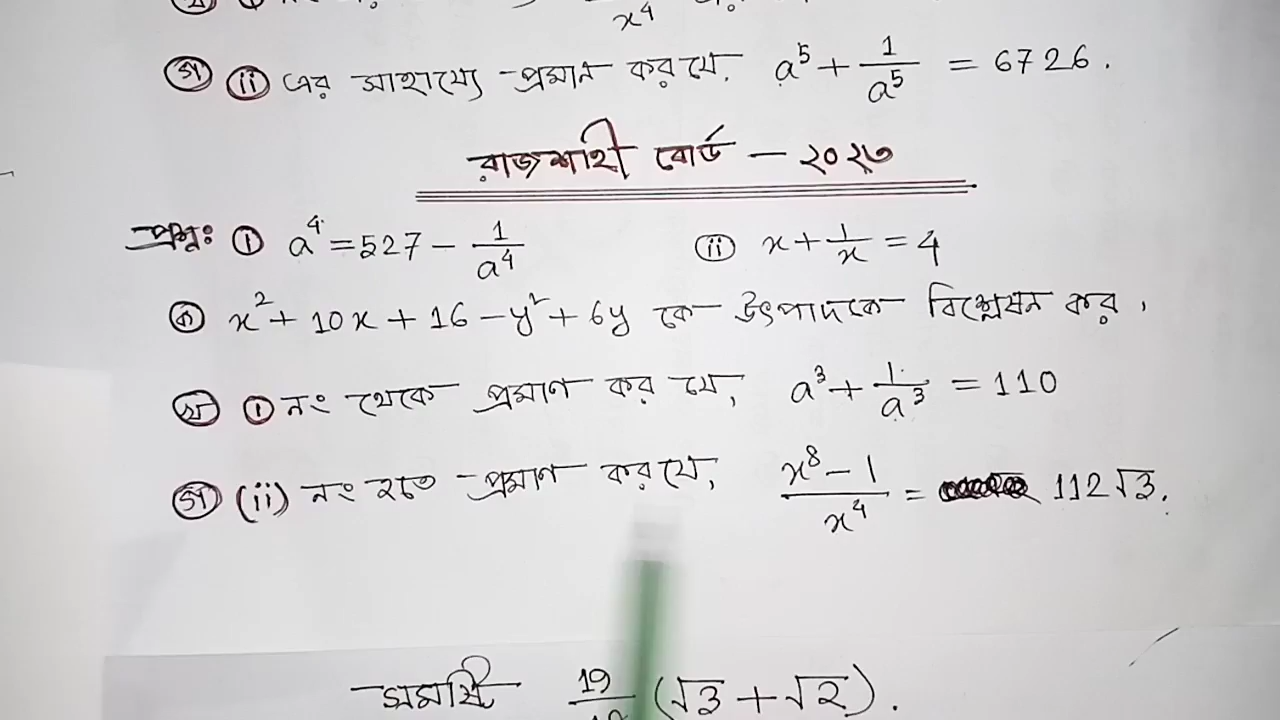 x⁴
গ ii এর সাহায্যে প্রমান কর যে, a⁵ + 1/a⁵ = 6726.
রাজশাহী বোর্ড — ২০২৩
প্রশ্ন: i a⁴ = 527 − 1/a⁴ ii x + 1/x = 4
ক x² + 10x + 16 − y² + 6y কে উৎপাদকে বিশ্লেষন কর,
খ i নং থেকে প্রমাণ কর যে, a³ + 1/a³ = 110
গ (ii) নং হতে প্রমাণ কর যে, (x⁸ − 1)/x⁴ = 112√3.
19 (√3 + √2).